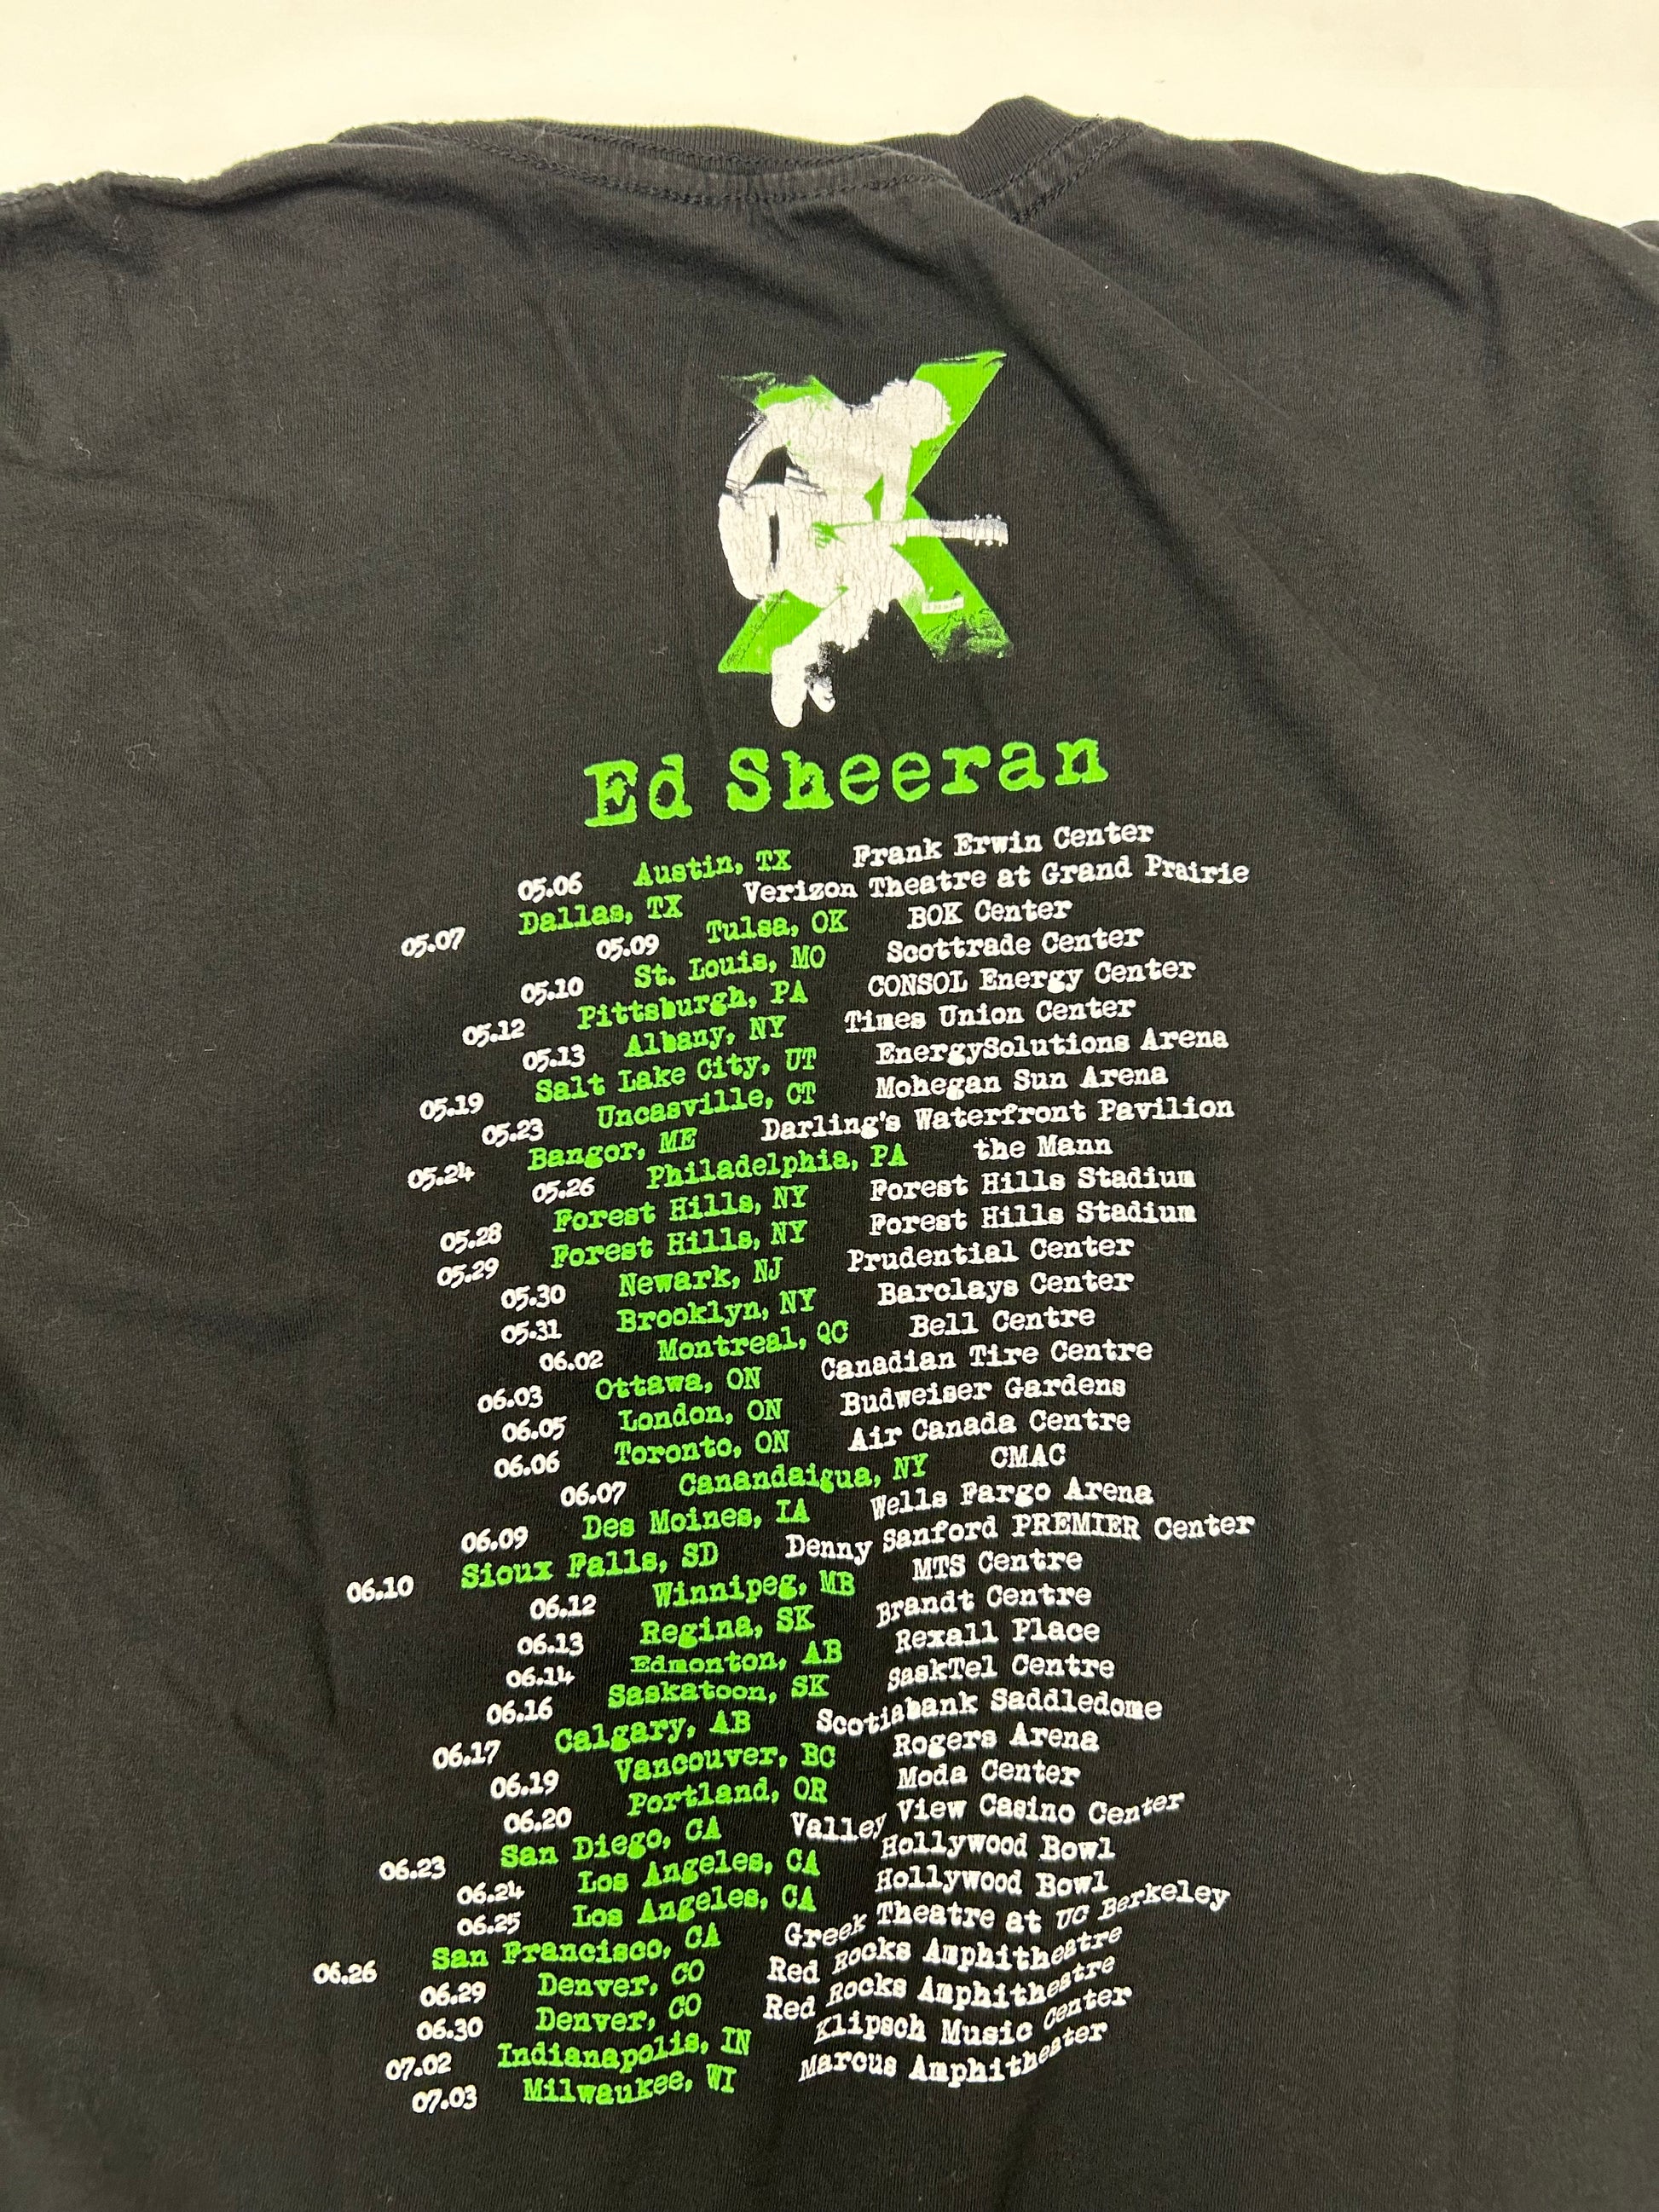 Ed Sheeran
05.06 Austin, TX Frank Erwin Center
05.07 Dallas, TX Verizon Theatre at Grand Prairie
05.09 Tulsa, OK BOK Center
05.10 St. Louis, MO Scottrade Center
05.12 Pittsburgh, PA CONSOL Energy Center
05.13 Albany, NY Times Union Center
05.19 Salt Lake City, UT EnergySolutions Arena
05.23 Uncasville, CT Mohegan Sun Arena
05.24 Bangor, ME Darling's Waterfront Pavilion
05.26 Philadelphia, PA the Mann
05.28 Forest Hills, NY Forest Hills Stadium
05.29 Forest Hills, NY Forest Hills Stadium
05.30 Newark, NJ Prudential Center
05.31 Brooklyn, NY Barclays Center
06.02 Montreal, QC Bell Centre
06.03 Ottawa, ON Canadian Tire Centre
06.05 London, ON Budweiser Gardens
06.06 Toronto, ON Air Canada Centre
06.07 Canandaigua, NY CMAC
06.09 Des Moines, IA Wells Fargo Arena
06.10 Sioux Falls, SD Denny Sanford PREMIER Center
06.12 Winnipeg, MB MTS Centre
06.13 Regina, SK Brandt Centre
06.14 Edmonton, AB Rexall Place
06.16 Saskatoon, SK SaskTel Centre
06.17 Calgary, AB Scotiabank Saddledome
06.19 Vancouver, BC Rogers Arena
06.20 Portland, OR Moda Center
06.23 San Diego, CA Valley View Casino Center
06.24 Los Angeles, CA Hollywood Bowl
06.25 Los Angeles, CA Hollywood Bowl
06.26 San Francisco, CA Greek Theatre at UC Berkeley
06.29 Denver, CO Red Rocks Amphitheatre
06.30 Denver, CO Red Rocks Amphitheatre
07.02 Indianapolis, IN Klipsch Music Center
07.03 Milwaukee, WI Marcus Amphitheater